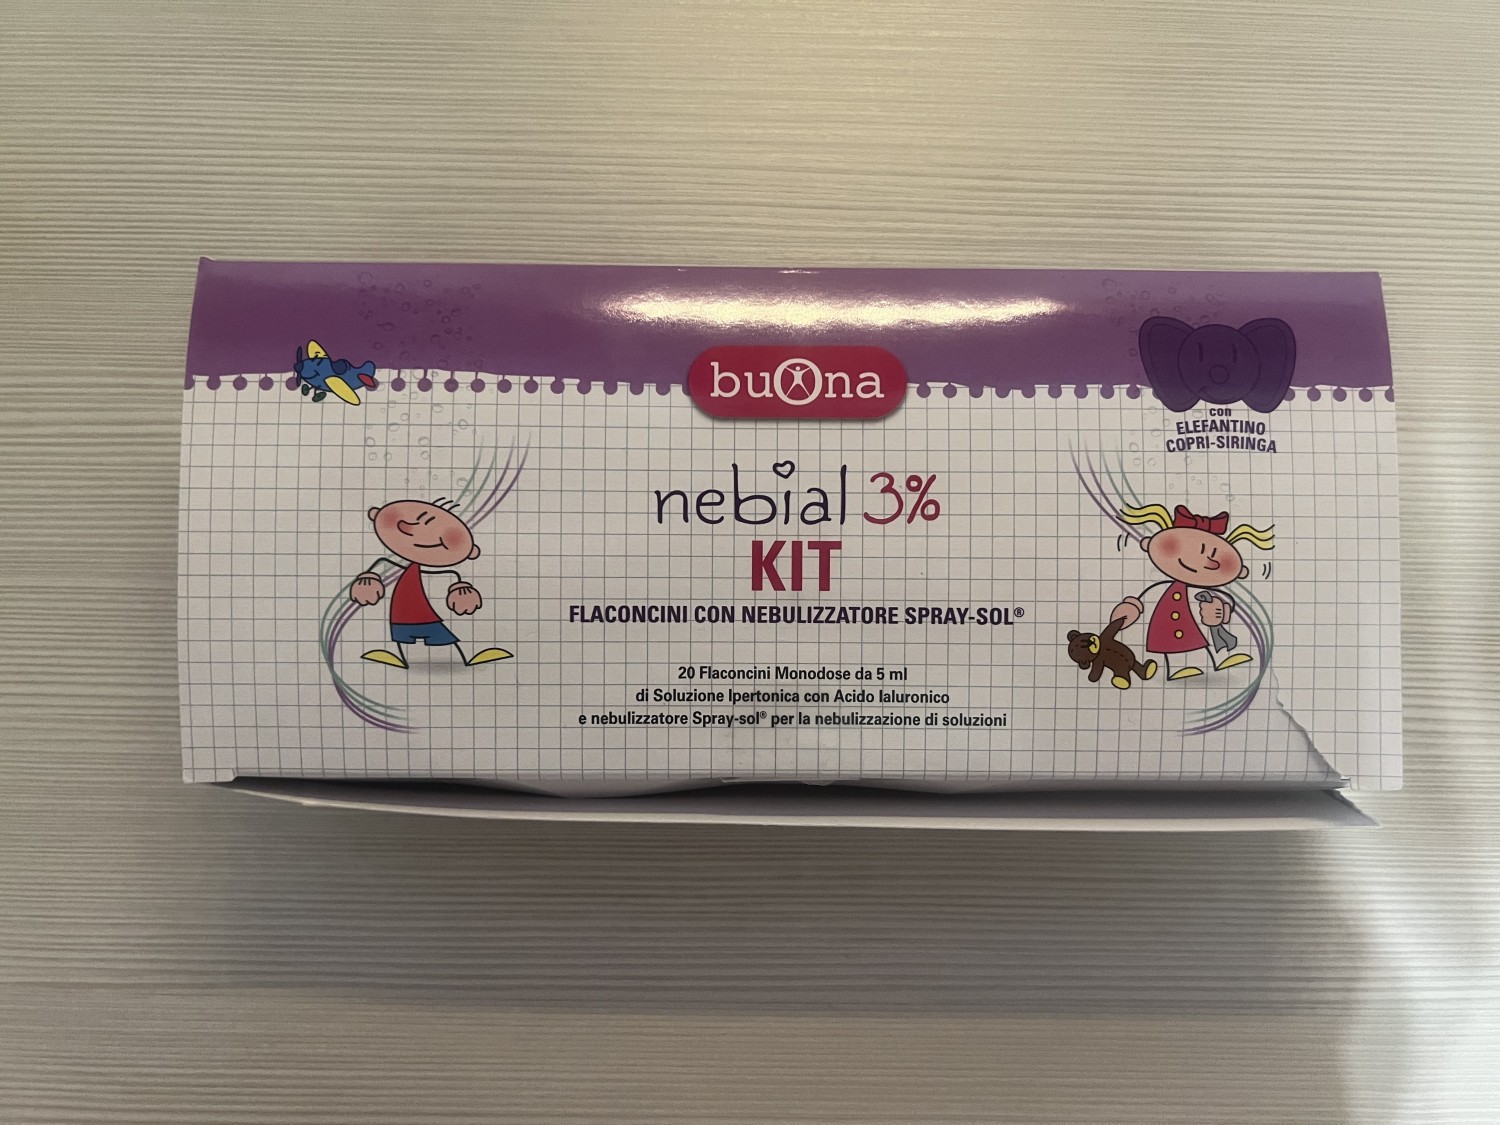 buOna
con
ELEFANTINO
COPRI-SIRINGA
nebial 3%
KIT
FLACONCINI CON NEBULIZZATORE SPRAY-SOL®
20 Flaconcini Monodose da 5 ml
di Soluzione Ipertonica con Acido Ialuronico
e nebulizzatore Spray-sol® per la nebulizzazione di soluzioni